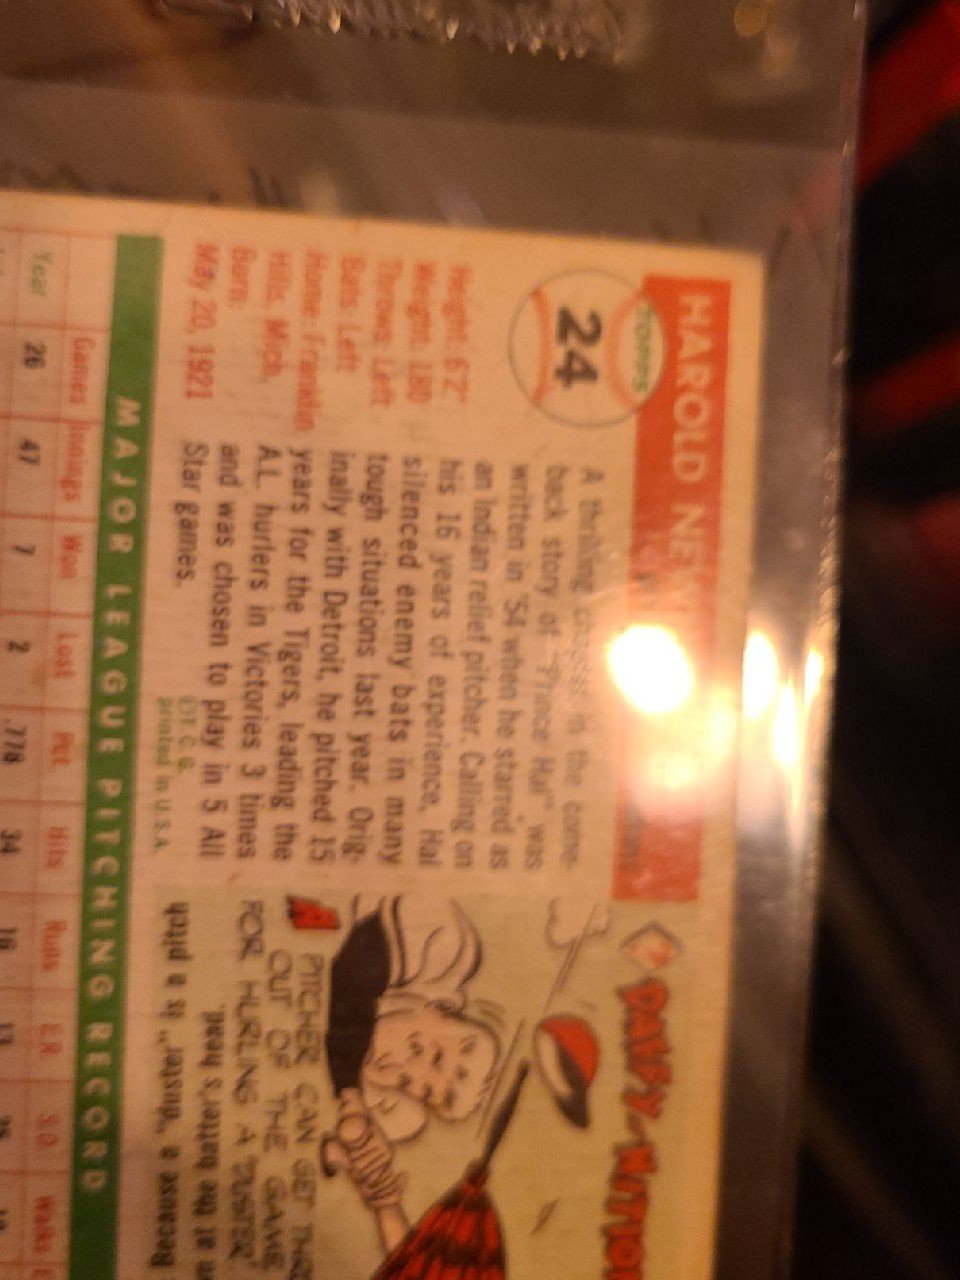 HAROLD NEW
TOPPS
24
Height: 6'2"
Weight: 180
Throws: Left
Bats: Left
Home: Franklin
Hills, Mich.
Born:
May 20, 1921
A thrilling in the come-
back story of "Prince Hal" was
written in '54 when he starred as
an Indian relief pitcher. Calling on
his 16 years of experience, Hal
silenced enemy bats in many
tough situations last year. Orig-
inally with Detroit, he pitched 15
years for the Tigers, leading the
A.L. hurlers in Victories 3 times
and was chosen to play in 5 All
Star games.
©T. C. G.
printed in U.S.A.
A PITCHER CAN GET
OUT OF THE GAME
FOR HURLING A "DUSTER"
Because a "duster" is a pitch
at up batter's head.
MAJOR LEAGUE PITCHING RECORD
Games Innings Won Lost Pct. Hits Runs E.R. S.O. Walks
Year 26 47 7 2 .778 34 16 13